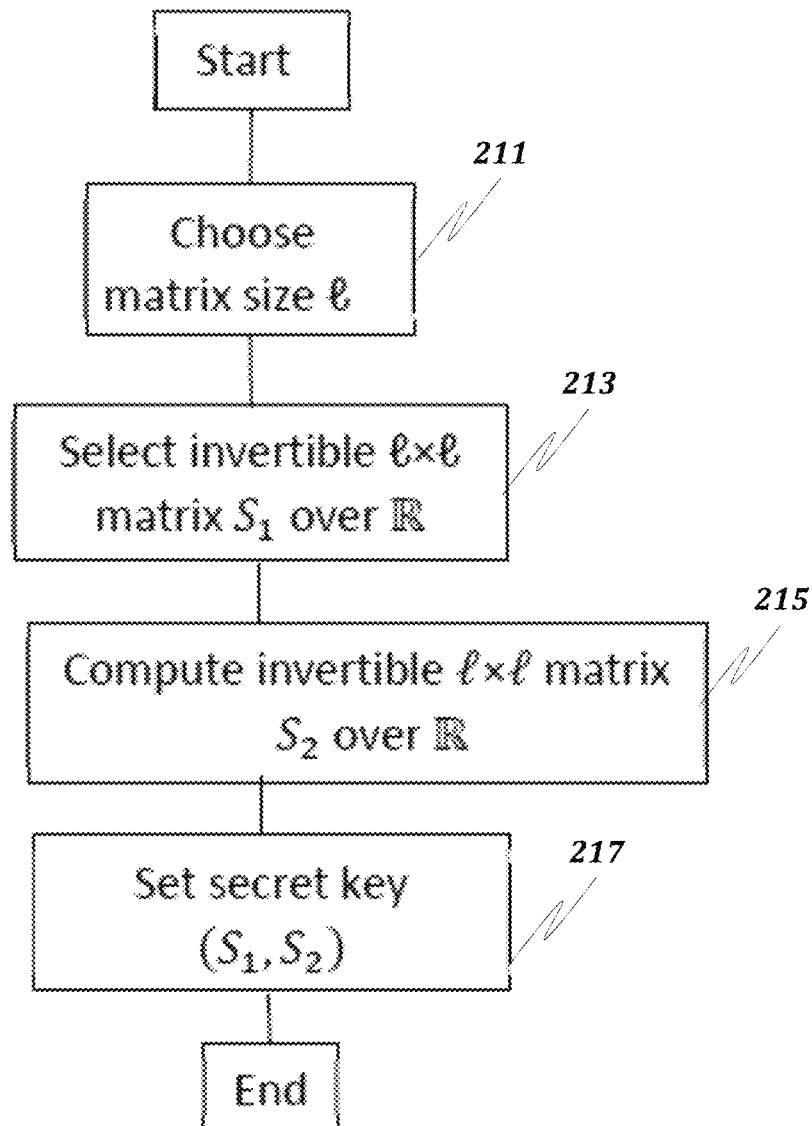 Start
211
Choose
matrix size ℓ
213
Select invertible ℓ×ℓ
matrix S₁ over ℝ
215
Compute invertible ℓ×ℓ matrix
S₂ over ℝ
217
Set secret key
(S₁, S₂)
End